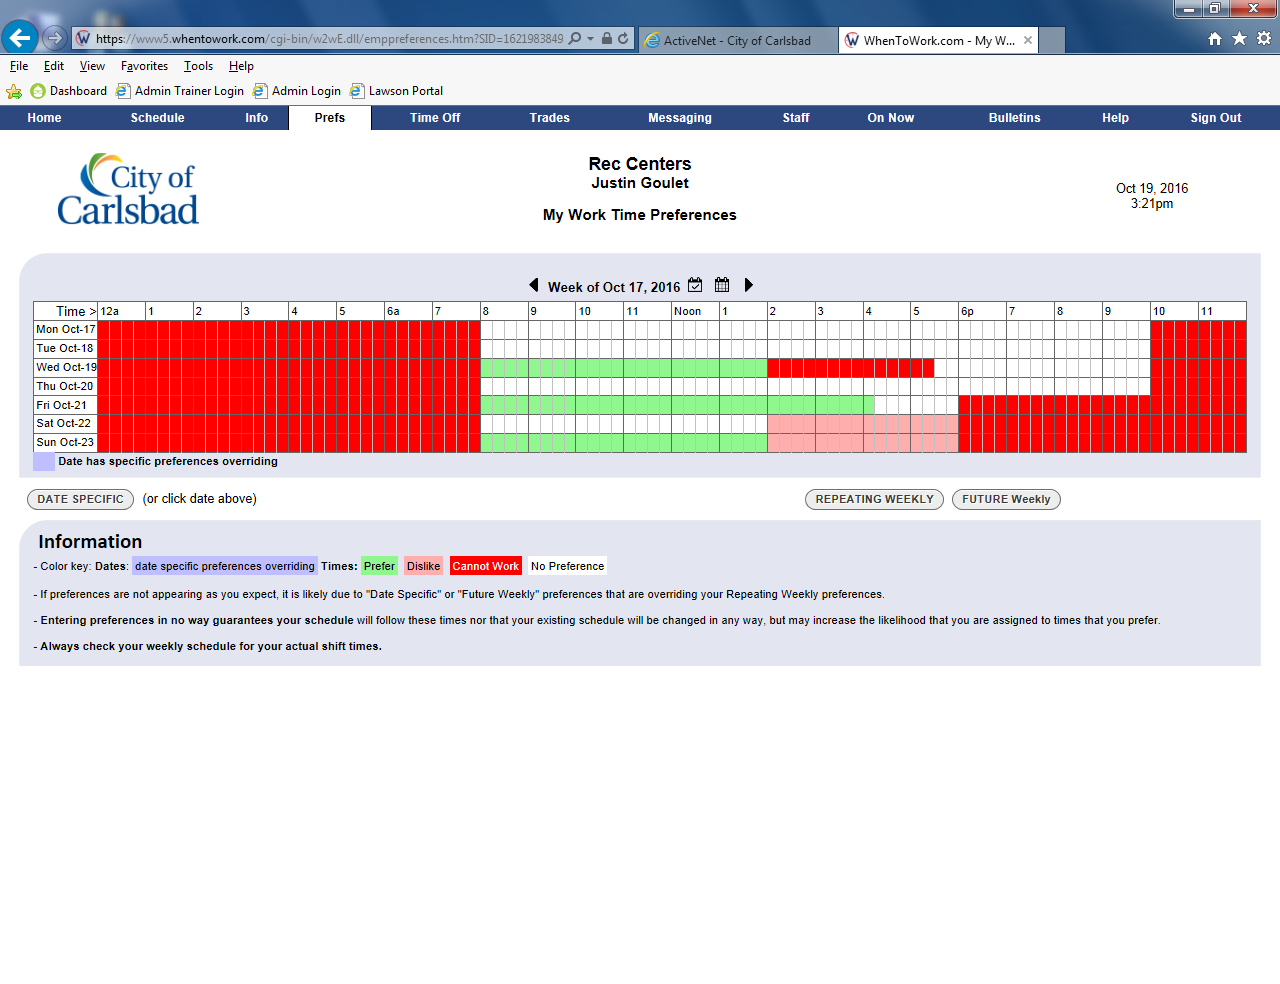 https://www5.whentowork.com/cgi-bin/w2wE.dll/emppreferences.htm?SID=1621983849
ActiveNet - City of Carlsbad
WhenToWork.com - My W...
File Edit View Favorites Tools Help
Dashboard Admin Trainer Login Admin Login Lawson Portal
Home Schedule Info Prefs Time Off Trades Messaging Staff On Now Bulletins Help Sign Out
City of
Carlsbad
Rec Centers
Justin Goulet
My Work Time Preferences
Oct 19, 2016
3:21pm
Week of Oct 17, 2016
Time > 12a 1 2 3 4 5 6a 7 8 9 10 11 Noon 1 2 3 4 5 6p 7 8 9 10 11
Mon Oct-17
Tue Oct-18
Wed Oct-19
Thu Oct-20
Fri Oct-21
Sat Oct-22
Sun Oct-23
Date has specific preferences overriding
DATE SPECIFIC (or click date above) REPEATING WEEKLY FUTURE Weekly
Information
- Color key: Dates: date specific preferences overriding Times: Prefer Dislike Cannot Work No Preference
- If preferences are not appearing as you expect, it is likely due to "Date Specific" or "Future Weekly" preferences that are overriding your Repeating Weekly preferences.
- Entering preferences in no way guarantees your schedule will follow these times nor that your existing schedule will be changed in any way, but may increase the likelihood that you are assigned to times that you prefer.
- Always check your weekly schedule for your actual shift times.